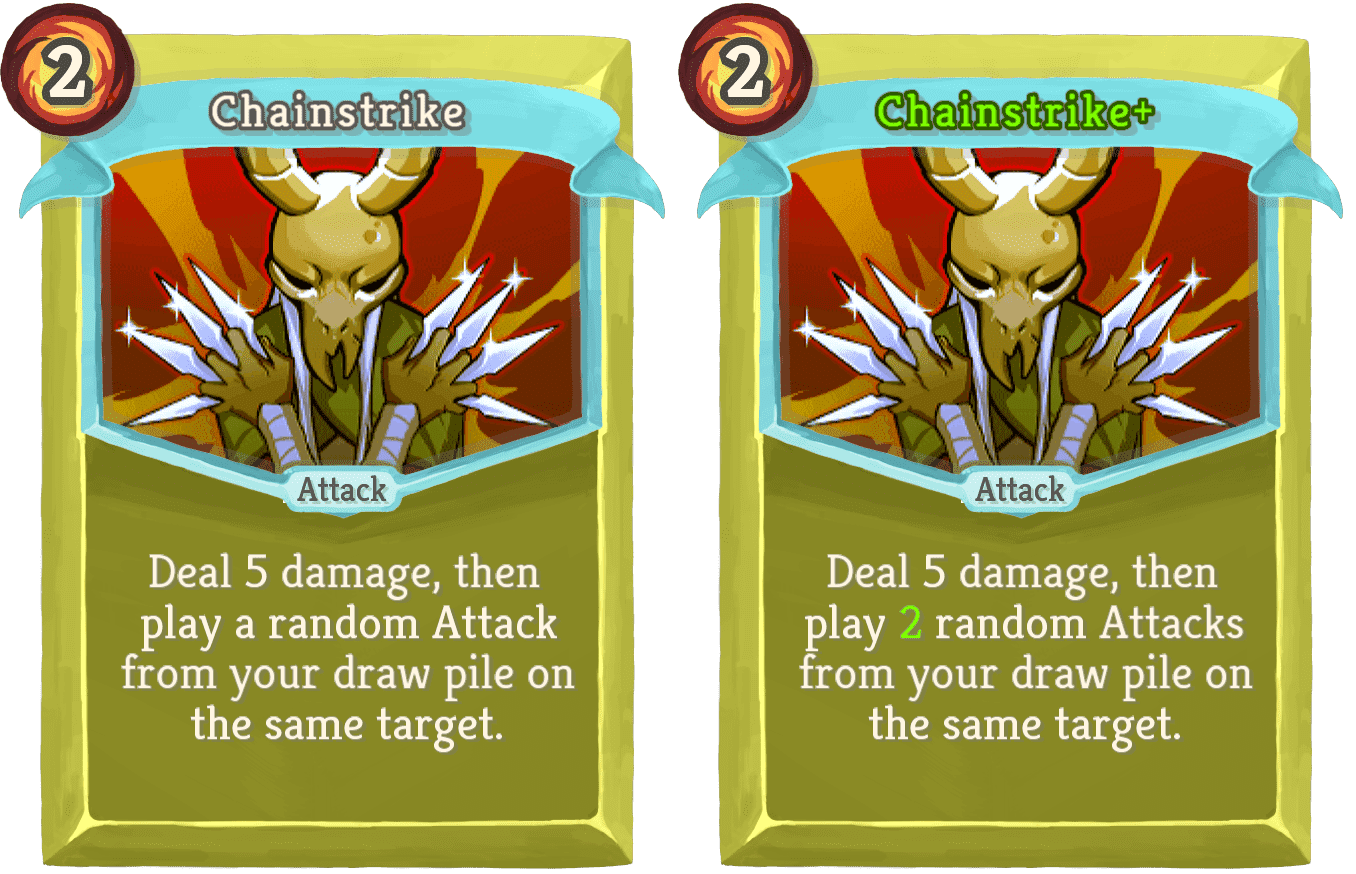 2
Chainstrike
Attack
Deal 5 damage, then
play a random Attack
from your draw pile on
the same target.
2
Chainstrike+
Attack
Deal 5 damage, then
play 2 random Attacks
from your draw pile on
the same target.